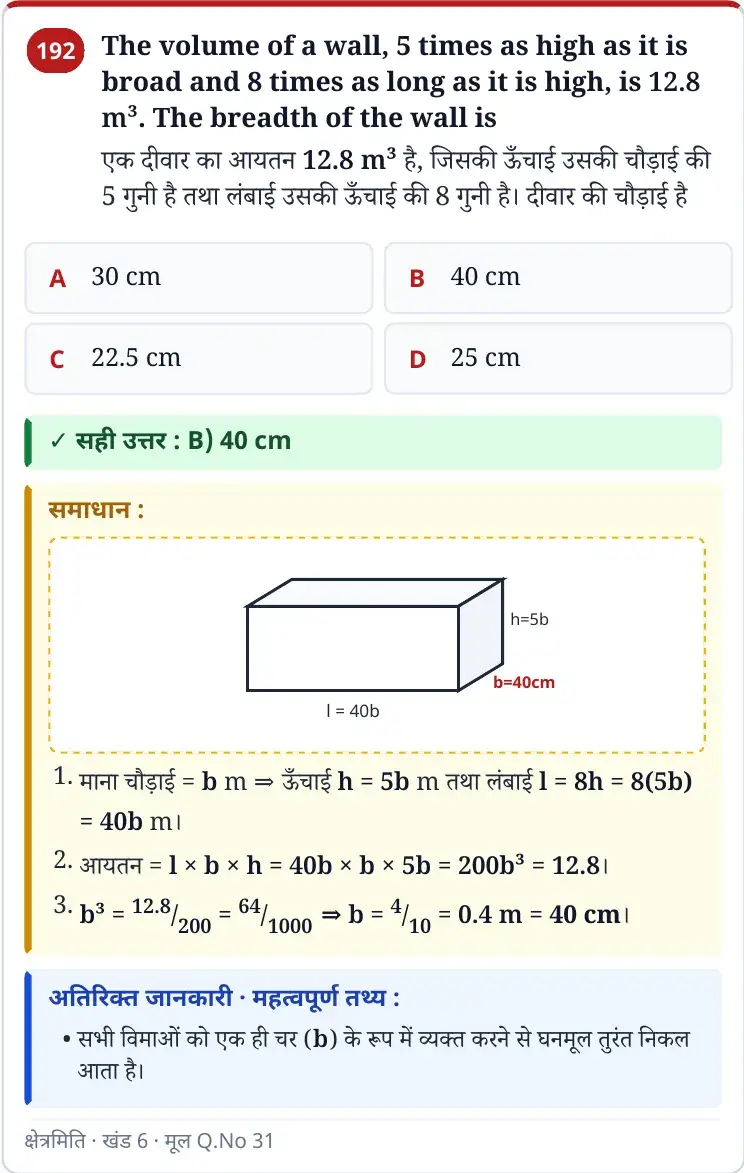 192
The volume of a wall, 5 times as high as it is
broad and 8 times as long as it is high, is 12.8
m³. The breadth of the wall is
एक दीवार का आयतन 12.8 m³ है, जिसकी ऊँचाई उसकी चौड़ाई की
5 गुनी है तथा लंबाई उसकी ऊँचाई की 8 गुनी है। दीवार की चौड़ाई है
A 30 cm
B 40 cm
C 22.5 cm
D 25 cm
✓ सही उत्तर : B) 40 cm
समाधान :
h=5b
b=40cm
l = 40b
1. माना चौड़ाई = b m ⇒ ऊँचाई h = 5b m तथा लंबाई l = 8h = 8(5b)
= 40b m।
2. आयतन = l × b × h = 40b × b × 5b = 200b³ = 12.8।
3. b³ = 12.8/200 = 64/1000 ⇒ b = 4/10 = 0.4 m = 40 cm।
अतिरिक्त जानकारी · महत्वपूर्ण तथ्य :
• सभी विमाओं को एक ही चर (b) के रूप में व्यक्त करने से घनमूल तुरंत निकल
आता है।
क्षेत्रमिति · खंड 6 · मूल Q.No 31